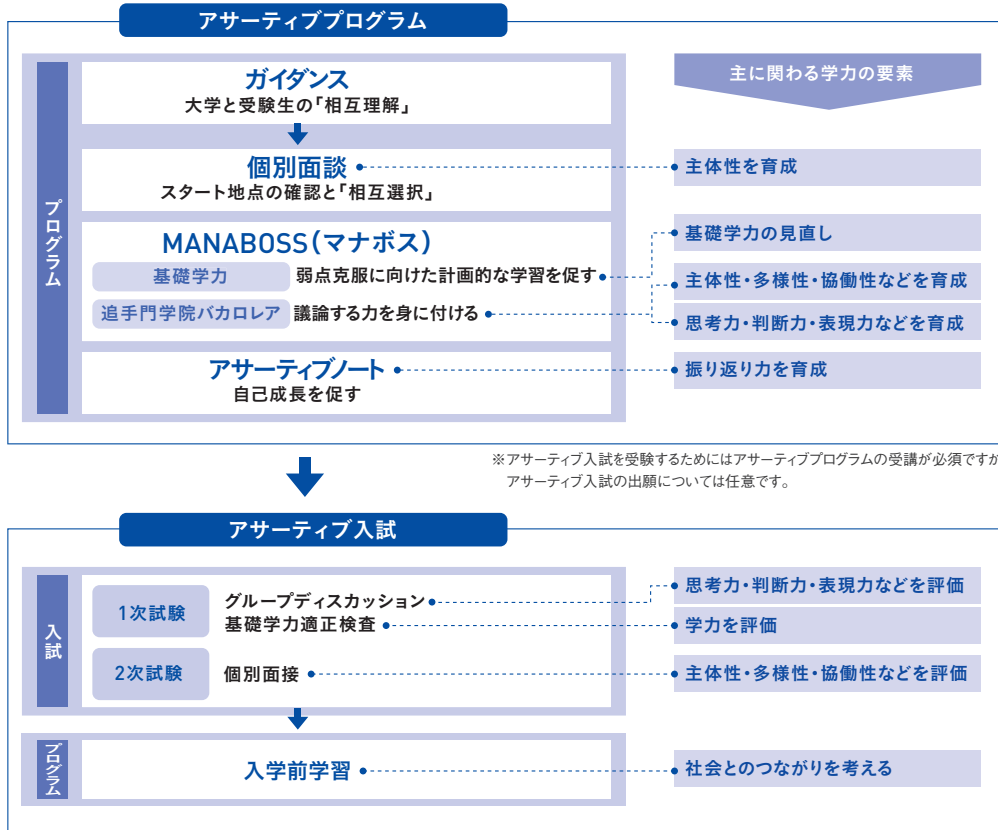 アサーティブプログラム
プログラム
ガイダンス
大学と受験生の「相互理解」
個別面談
スタート地点の確認と「相互選択」
MANABOSS(マナボス)
基礎学力 弱点克服に向けた計画的な学習を促す
追手門学院バカロレア 議論する力を身に付ける
アサーティブノート
自己成長を促す
主に関わる学力の要素
主体性を育成
基礎学力の見直し
主体性・多様性・協働性などを育成
思考力・判断力・表現力などを育成
振り返り力を育成
※アサーティブ入試を受験するためにはアサーティブプログラムの受講が必須ですが
アサーティブ入試の出願については任意です。
アサーティブ入試
入試
1次試験
グループディスカッション
基礎学力適正検査
2次試験 個別面接
思考力・判断力・表現力などを評価
学力を評価
主体性・多様性・協働性などを評価
プログラム
入学前学習
社会とのつながりを考える